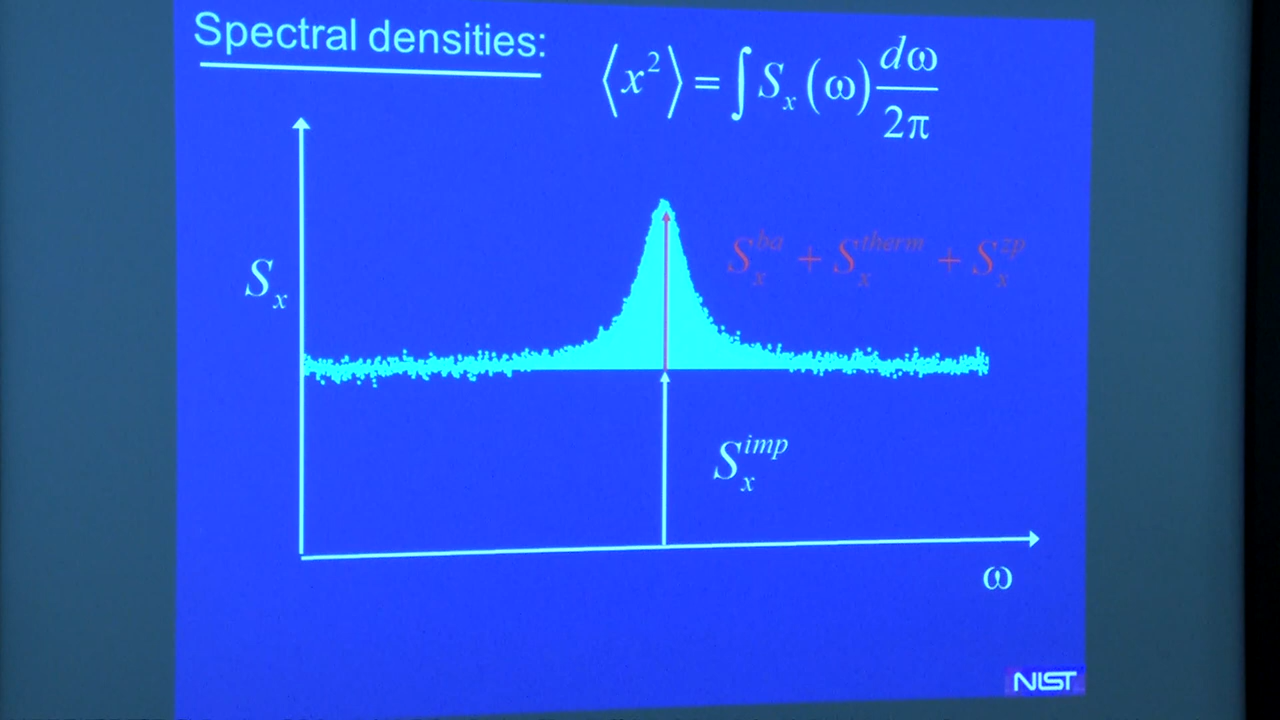 Spectral densities:
⟨x²⟩ = ∫ Sₓ(ω) dω/2π
Sₓ
Sₓ^ba + Sₓ^therm + Sₓ^zp
Sₓ^imp
ω
NIST